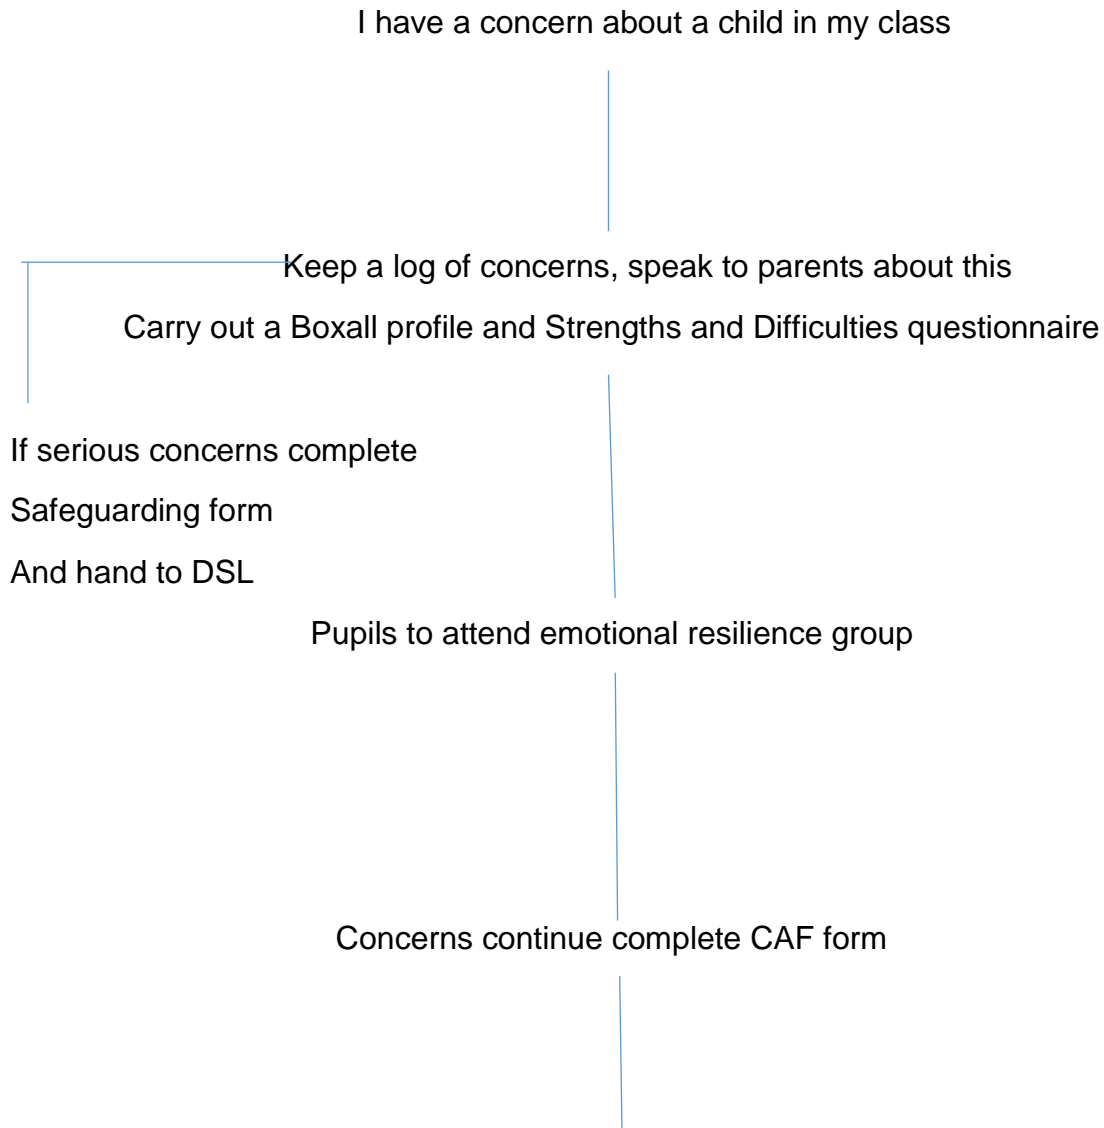 I have a concern about a child in my class
Keep a log of concerns, speak to parents about this
Carry out a Boxall profile and Strengths and Difficulties questionnaire
If serious concerns complete
Safeguarding form
And hand to DSL
Pupils to attend emotional resilience group
Concerns continue complete CAF form